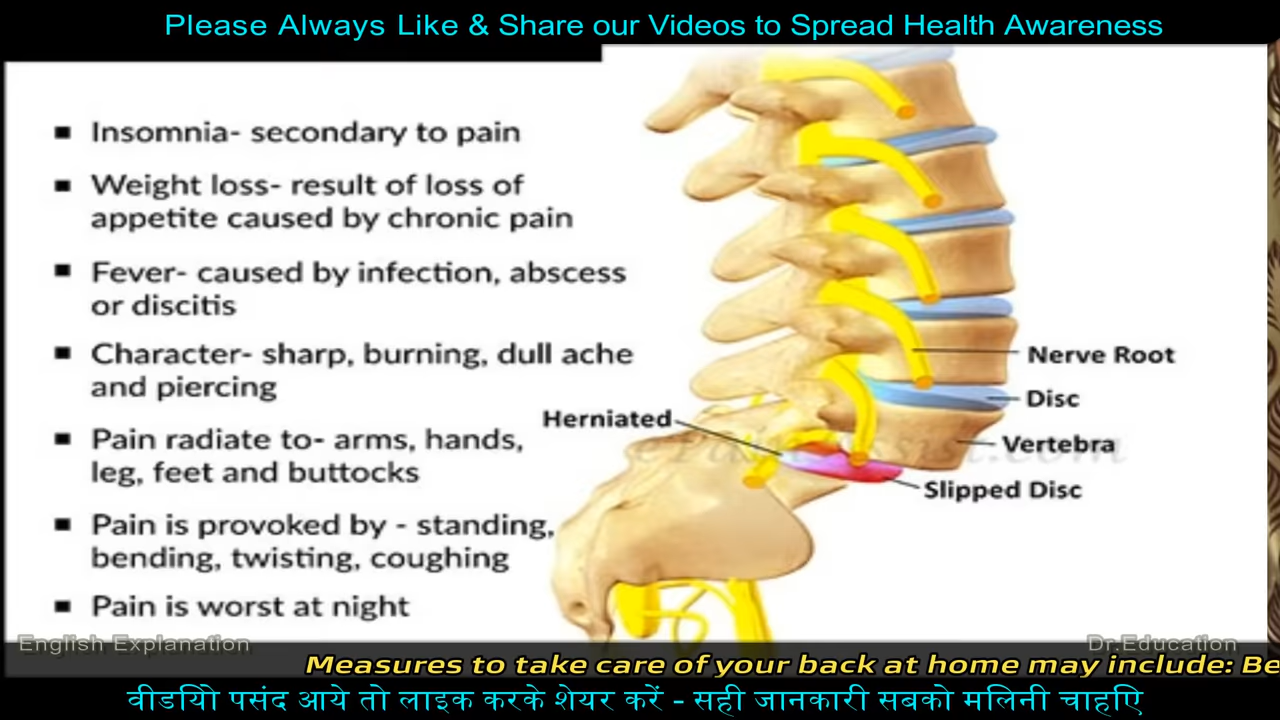 Please Always Like & Share our Videos to Spread Health Awareness
▪ Insomnia- secondary to pain
▪ Weight loss- result of loss of
appetite caused by chronic pain
▪ Fever- caused by infection, abscess
or discitis
▪ Character- sharp, burning, dull ache
and piercing
▪ Pain radiate to- arms, hands,
leg, feet and buttocks
▪ Pain is provoked by - standing,
bending, twisting, coughing
▪ Pain is worst at night
Nerve Root
Disc
Herniated
Vertebra
Slipped Disc
English Explanation
Dr.Education
Measures to take care of your back at home may include: Be
वीडियो पसंद आये तो लाइक करके शेयर करें - सही जानकारी सबको मिलनी चाहिए